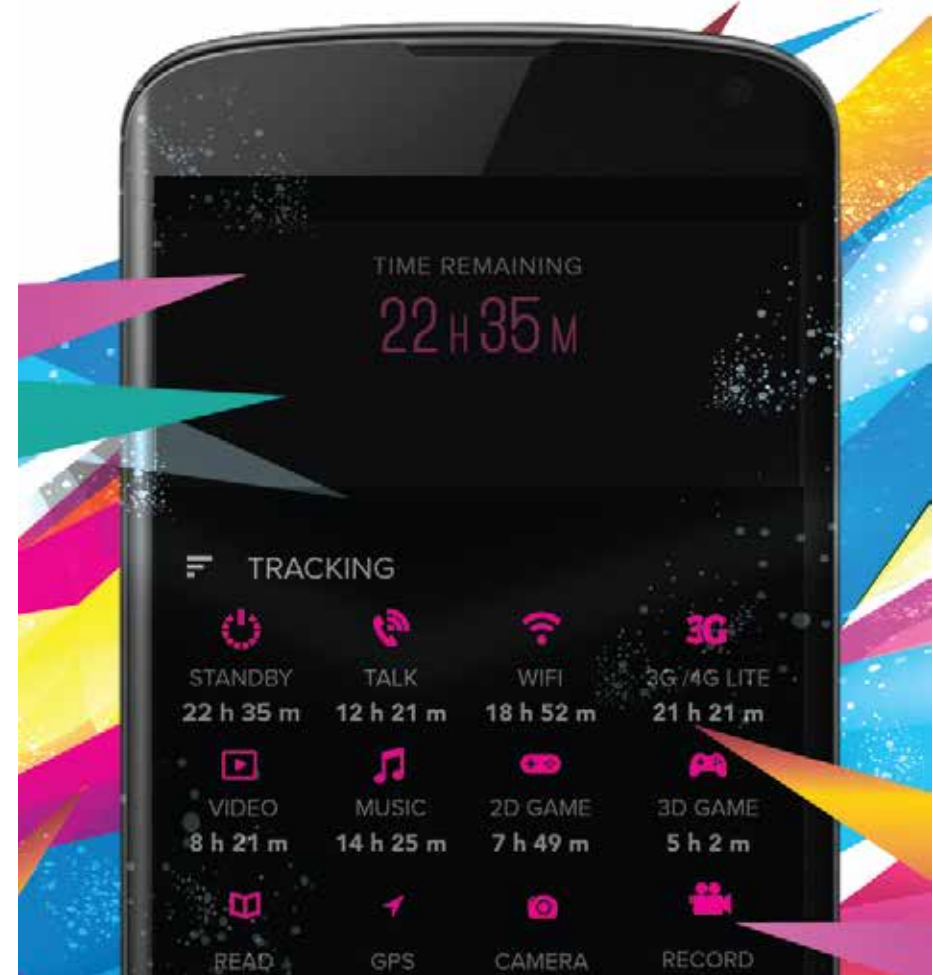 TIME REMAINING
22 H 35 M
TRACKING
3G
STANDBY TALK WIFI 3G /4G LITE
22 h 35 m 12 h 21 m 18 h 52 m 21 h 21 m
VIDEO MUSIC 2D GAME 3D GAME
8 h 21 m 14 h 25 m 7 h 49 m 5 h 2 m
READ GPS CAMERA RECORD